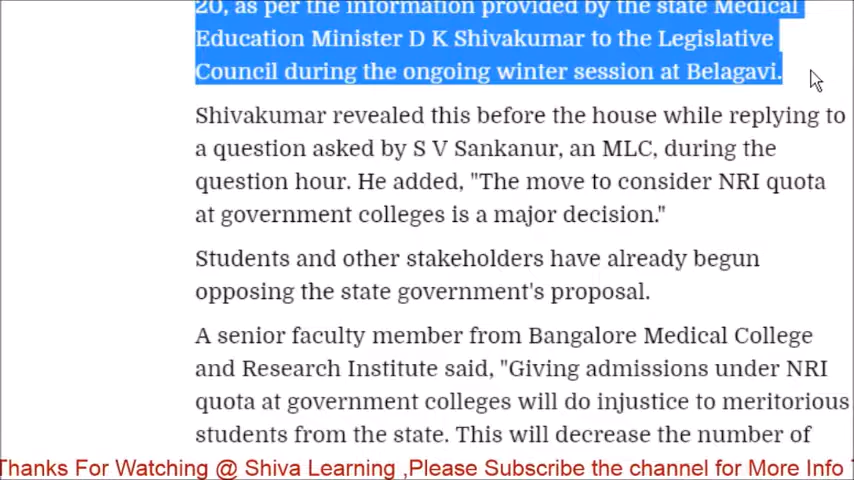 20, as per the information provided by the state Medical
Education Minister D K Shivakumar to the Legislative
Council during the ongoing winter session at Belagavi.
Shivakumar revealed this before the house while replying to
a question asked by S V Sankanur, an MLC, during the
question hour. He added, "The move to consider NRI quota
at government colleges is a major decision."
Students and other stakeholders have already begun
opposing the state government's proposal.
A senior faculty member from Bangalore Medical College
and Research Institute said, "Giving admissions under NRI
quota at government colleges will do injustice to meritorious
students from the state. This will decrease the number of
Thanks For Watching @ Shiva Learning ,Please Subscribe the channel for More Info